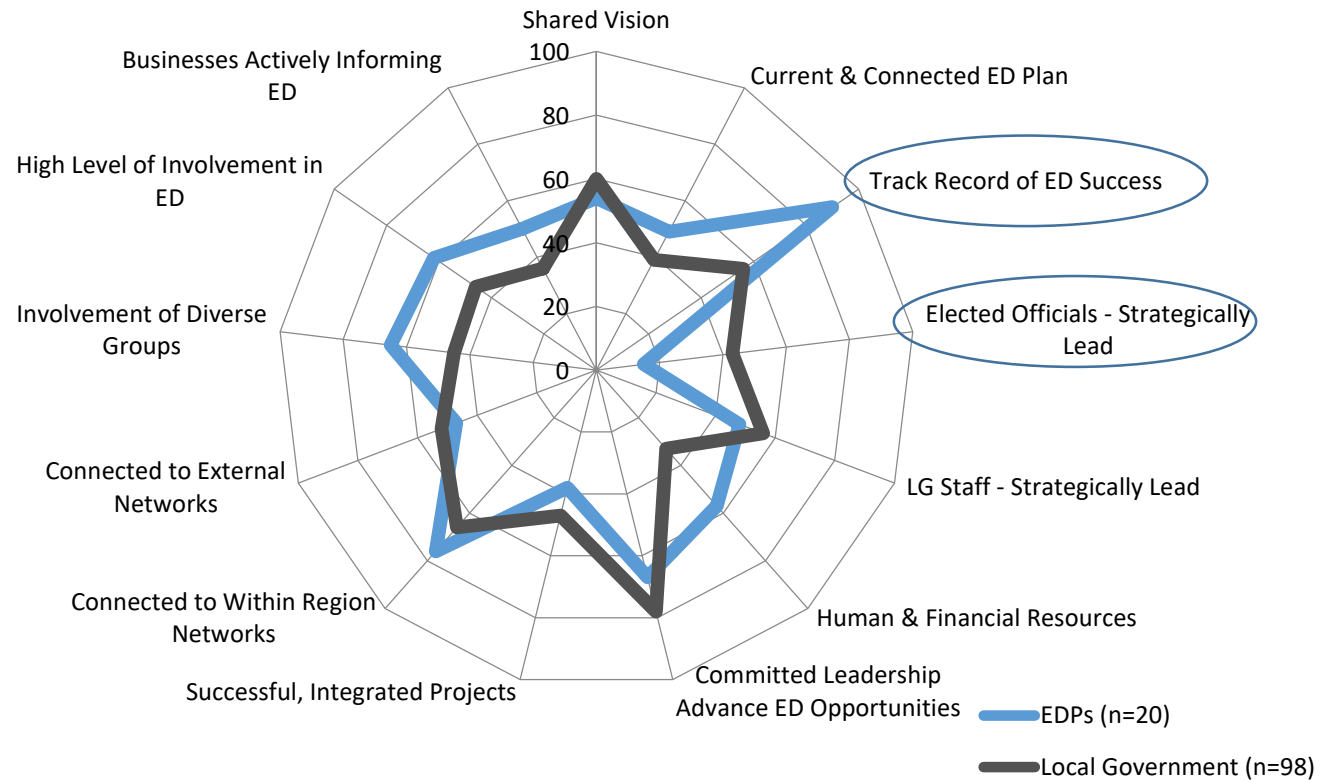 Shared Vision
Businesses Actively Informing
ED
Current & Connected ED Plan
High Level of Involvement in
ED
Track Record of ED Success
Involvement of Diverse
Groups
Elected Officials - Strategically
Lead
Connected to External
Networks
LG Staff - Strategically Lead
Connected to Within Region
Networks
Human & Financial Resources
Successful, Integrated Projects
Committed Leadership
Advance ED Opportunities
100
80
60
40
20
0
EDPs (n=20)
Local Government (n=98)